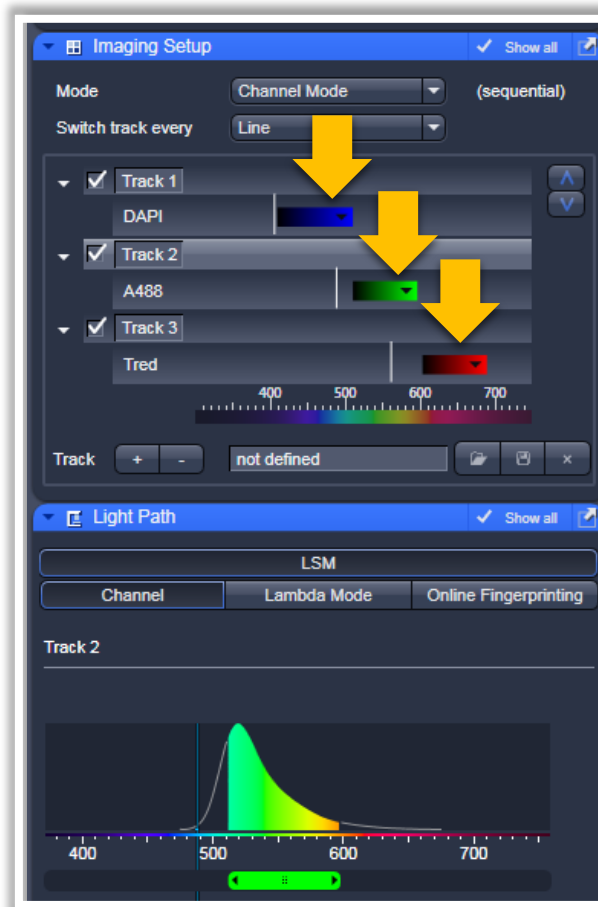 Imaging Setup Show all
Mode Channel Mode (sequential)
Switch track every Line
Track 1
DAPI
Track 2
A488
Track 3
Tred
400 500 600 700
Track + - not defined ×
Light Path Show all
LSM
Channel Lambda Mode Online Fingerprinting
Track 2
400 500 600 700